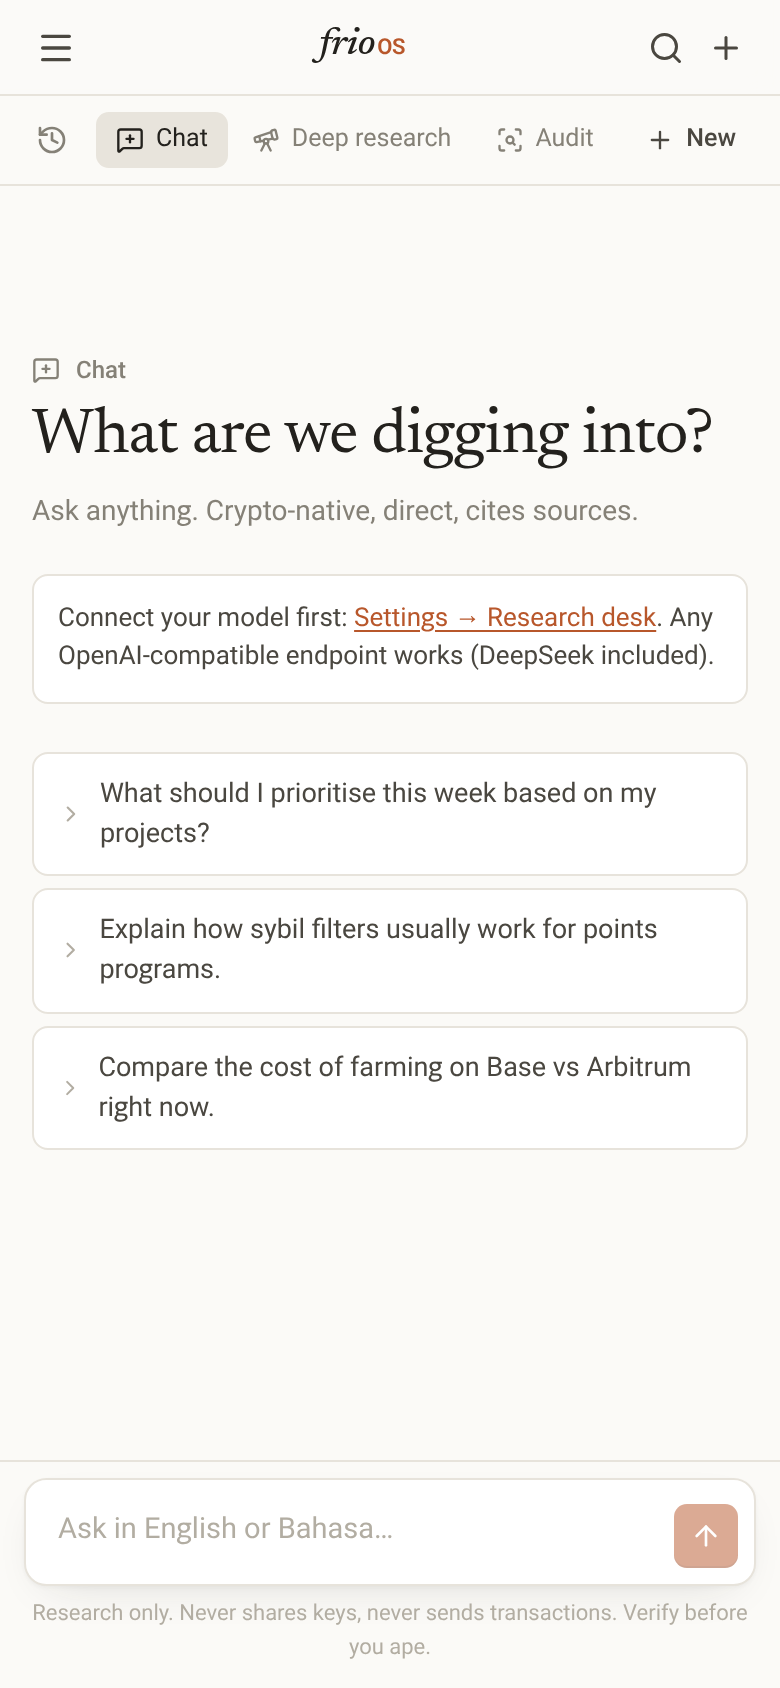 frio os
Chat
Deep research
Audit
New
Chat
What are we digging into?
Ask anything. Crypto-native, direct, cites sources.
Connect your model first: Settings → Research desk. Any
OpenAI-compatible endpoint works (DeepSeek included).
What should I prioritise this week based on my
projects?
Explain how sybil filters usually work for points
programs.
Compare the cost of farming on Base vs Arbitrum
right now.
Ask in English or Bahasa…
Research only. Never shares keys, never sends transactions. Verify before
you ape.